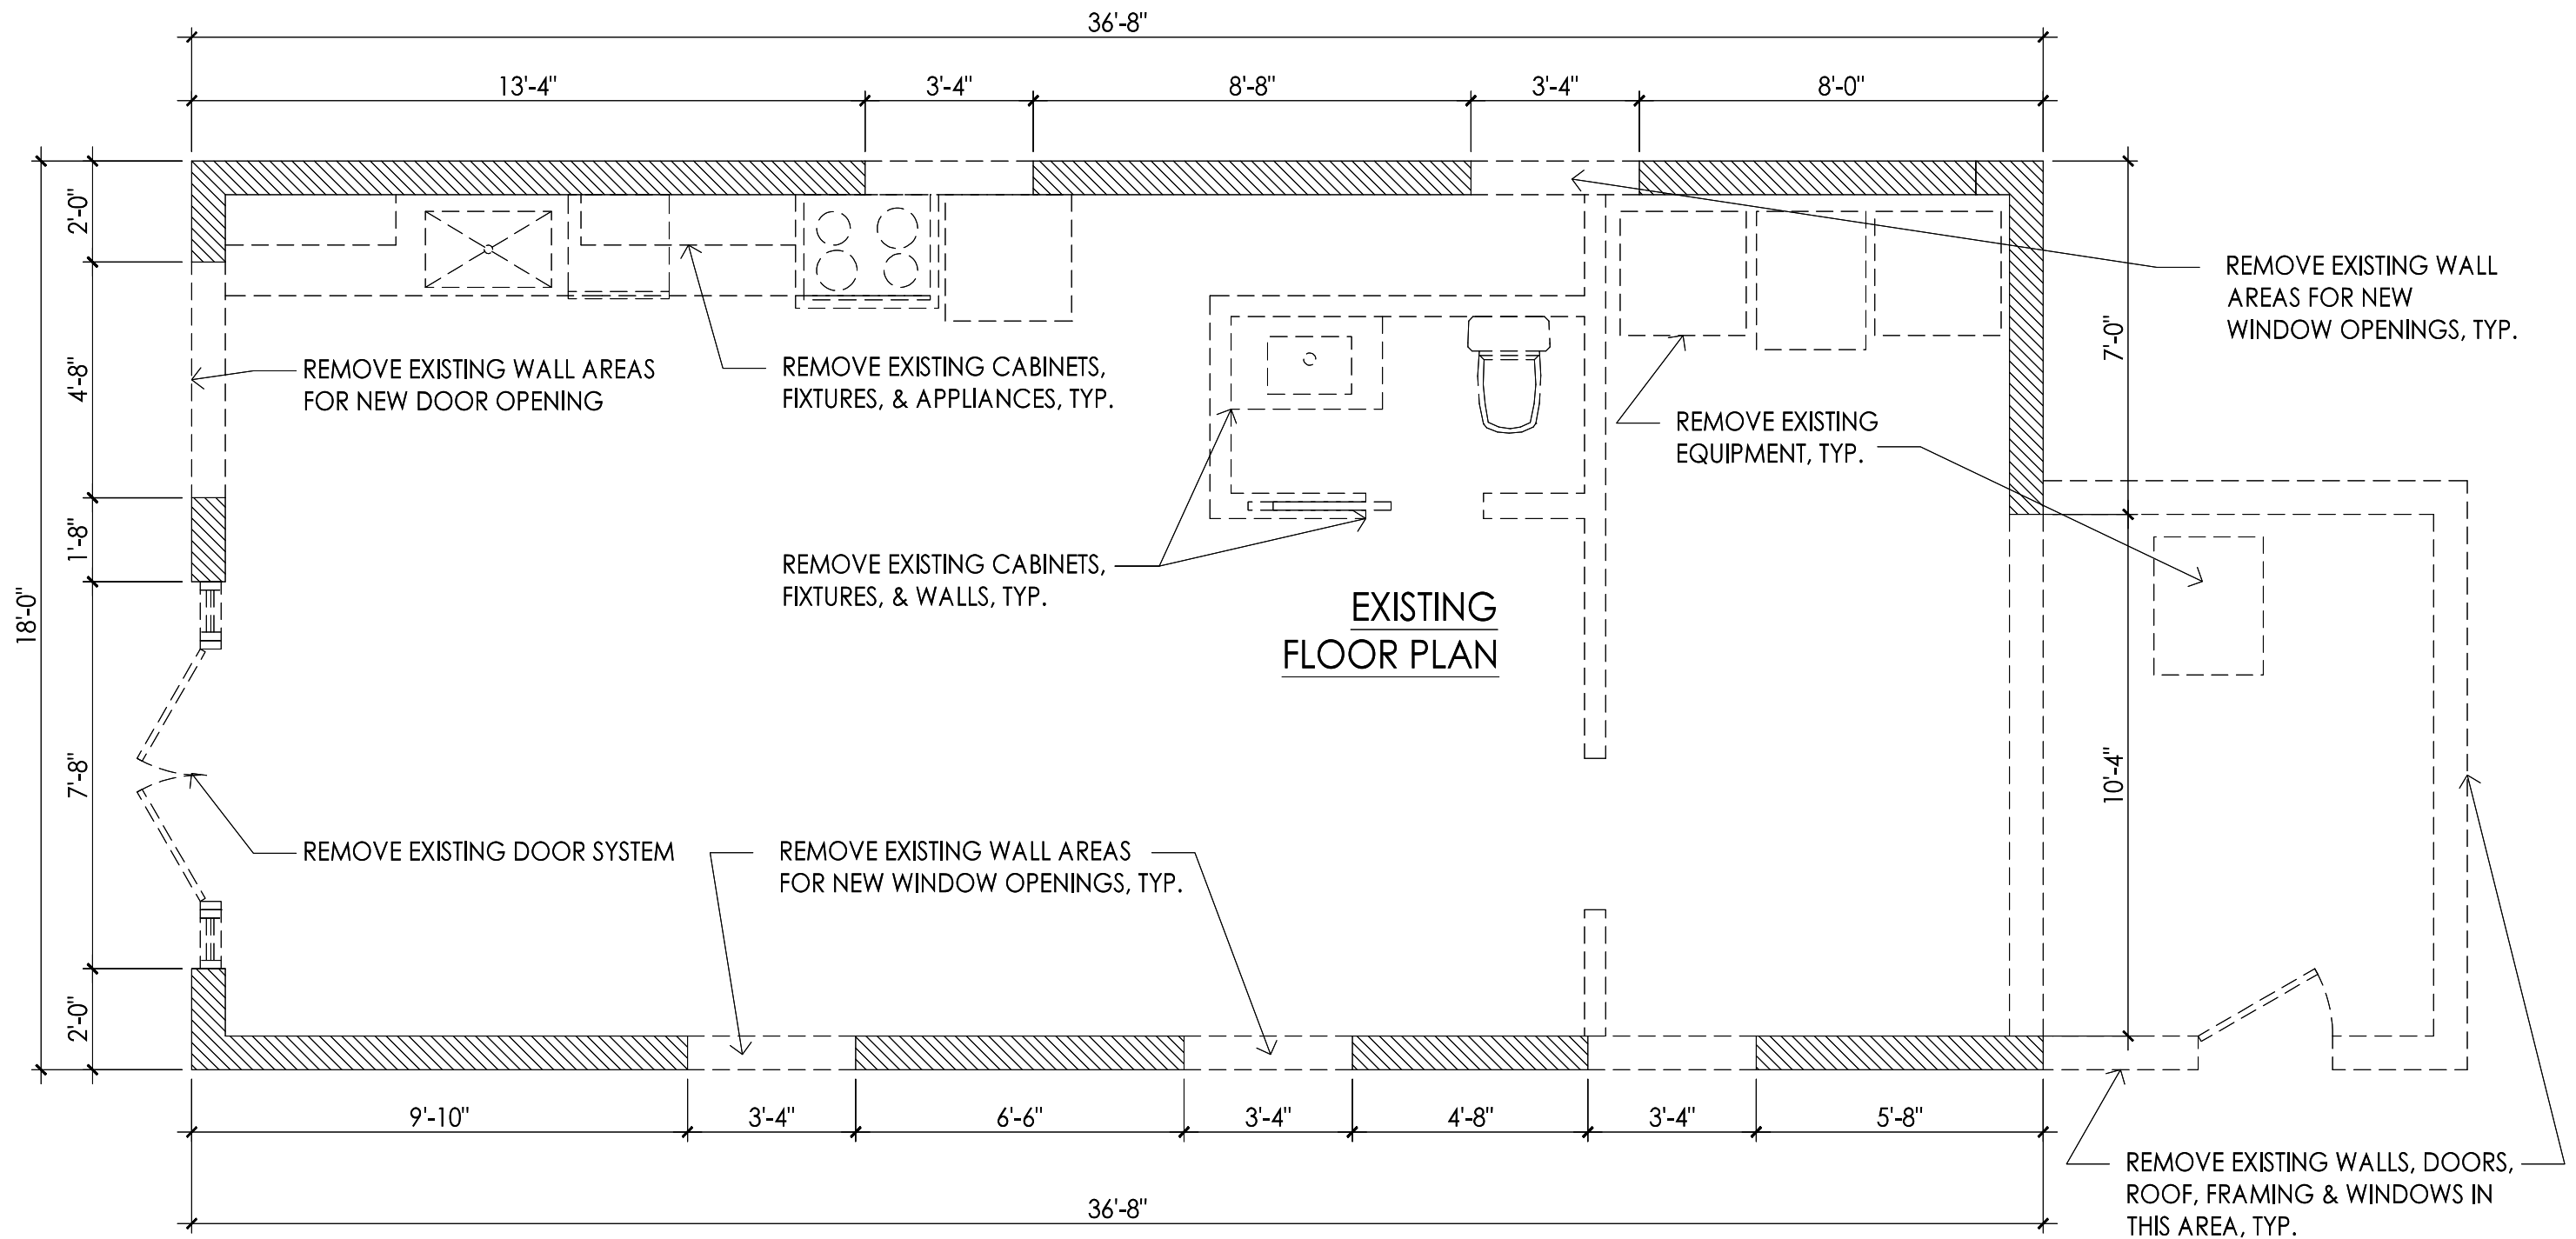 36'-8"
13'-4"
3'-4"
8'-8"
3'-4"
8'-0"
18'-0"
2'-0"
4'-8"
1'-8"
7'-8"
2'-0"
REMOVE EXISTING WALL AREAS
FOR NEW DOOR OPENING
REMOVE EXISTING CABINETS,
FIXTURES, & APPLIANCES, TYP.
REMOVE EXISTING WALL
AREAS FOR NEW
WINDOW OPENINGS, TYP.
7'-0"
REMOVE EXISTING
EQUIPMENT, TYP.
REMOVE EXISTING CABINETS,
FIXTURES, & WALLS, TYP.
EXISTING
FLOOR PLAN
10'-4"
REMOVE EXISTING DOOR SYSTEM
REMOVE EXISTING WALL AREAS
FOR NEW WINDOW OPENINGS, TYP.
9'-10"
3'-4"
6'-6"
3'-4"
4'-8"
3'-4"
5'-8"
36'-8"
REMOVE EXISTING WALLS, DOORS,
ROOF, FRAMING & WINDOWS IN
THIS AREA, TYP.